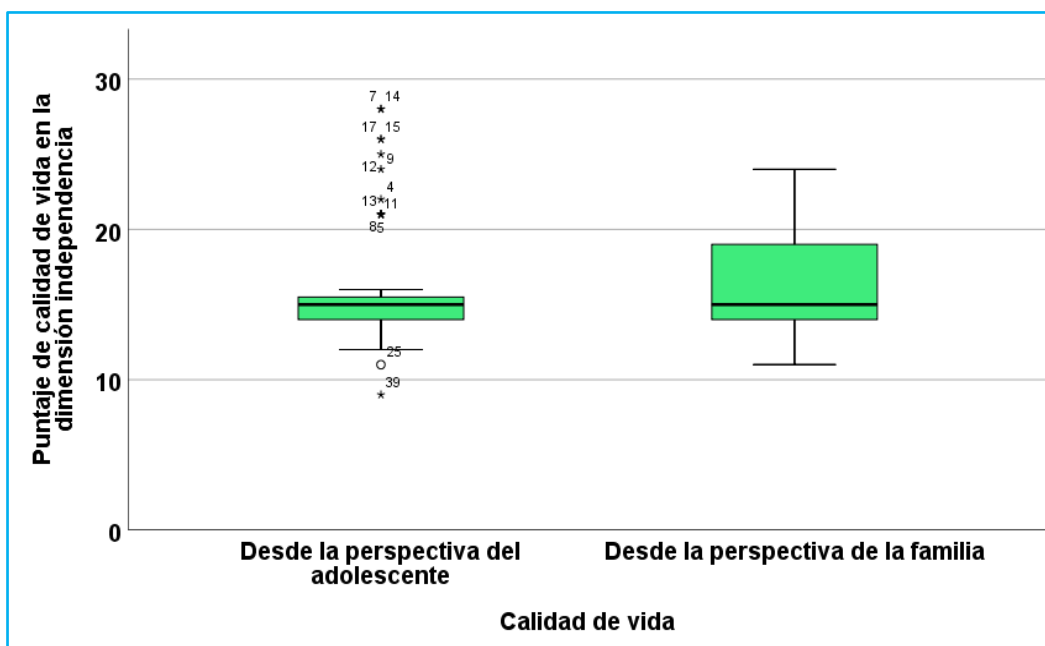 Puntaje de calidad de vida en la
dimensión independencia
30
20
10
0
7 14
17 15
9
12
4
13 11
85
25
39
Desde la perspectiva del
adolescente
Desde la perspectiva de la familia
Calidad de vida